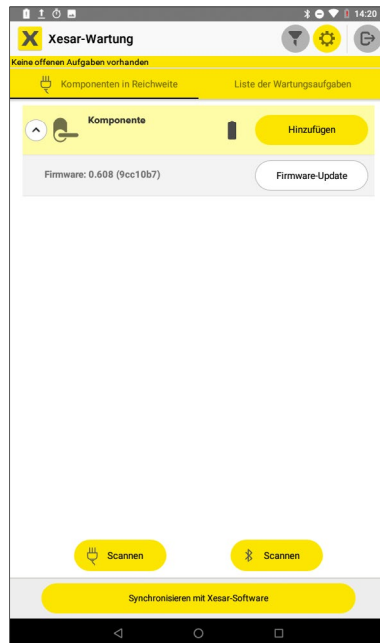 14:20
X Xesar-Wartung
Keine offenen Aufgaben vorhanden
Komponenten in Reichweite
Liste der Wartungsaufgaben
Komponente
Hinzufügen
Firmware: 0.608 (9cc10b7)
Firmware-Update
Scannen
Scannen
Synchronisieren mit Xesar-Software